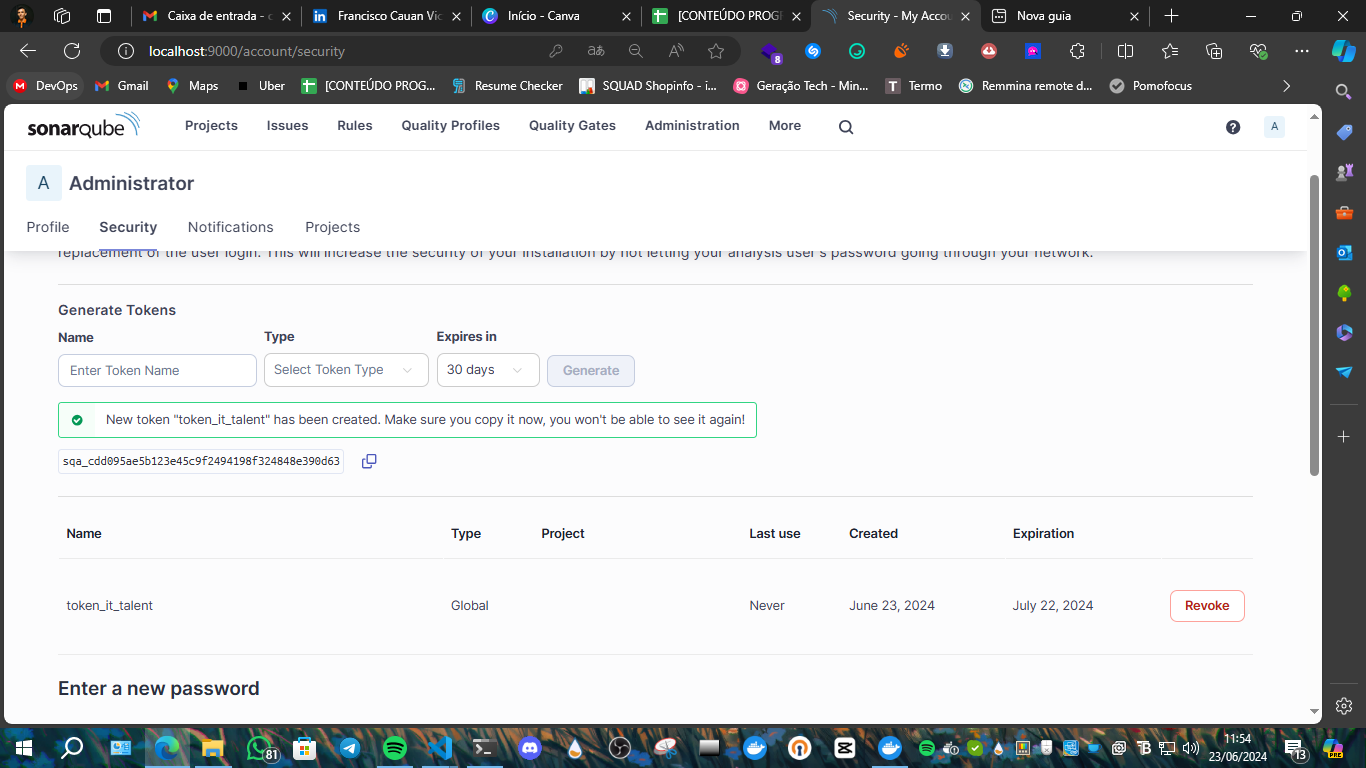 Caixa de entrada - c
Francisco Cauan Vic
Início - Canva
[CONTEÚDO PROG
Security - My Accou
Nova guia
localhost:9000/account/security
8
DevOps
Gmail
Maps
Uber
[CONTEÚDO PROG...
Resume Checker
SQUAD Shopinfo - i...
Geração Tech - Min...
Termo
Remmina remote d...
Pomofocus
sonarqube
Projects
Issues
Rules
Quality Profiles
Quality Gates
Administration
More
A
A Administrator
Profile
Security
Notifications
Projects
replacement of the user login. This will increase the security of your installation by not letting your analysis user's password going through your network.
Generate Tokens
Name
Type
Expires in
Enter Token Name
Select Token Type
30 days
Generate
New token "token_it_talent" has been created. Make sure you copy it now, you won't be able to see it again!
sqa_cdd095ae5b123e45c9f2494198f324848e390d63
Name
Type
Project
Last use
Created
Expiration
token_it_talent
Global
Never
June 23, 2024
July 22, 2024
Revoke
Enter a new password
81
11:54
23/06/2024
13
PRE